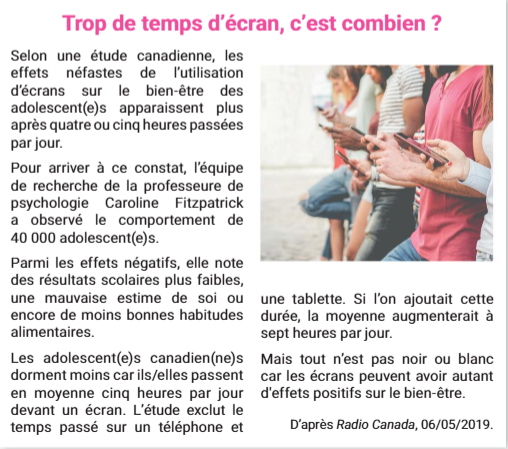 Trop de temps d'écran, c'est combien ?
Selon une étude canadienne, les
effets néfastes de l'utilisation
d'écrans sur le bien-être des
adolescent(e)s apparaissent plus
après quatre ou cinq heures passées
par jour.
Pour arriver à ce constat, l'équipe
de recherche de la professeure de
psychologie Caroline Fitzpatrick
a observé le comportement de
40 000 adolescent(e)s.
Parmi les effets négatifs, elle note
des résultats scolaires plus faibles,
une mauvaise estime de soi ou
encore de moins bonnes habitudes
alimentaires.
Les adolescent(e)s canadien(ne)s
dorment moins car ils/elles passent
en moyenne cinq heures par jour
devant un écran. L'étude exclut le
temps passé sur un téléphone et
une tablette. Si l'on ajoutait cette
durée, la moyenne augmenterait à
sept heures par jour.
Mais tout n'est pas noir ou blanc
car les écrans peuvent avoir autant
d'effets positifs sur le bien-être.
D'après Radio Canada, 06/05/2019.